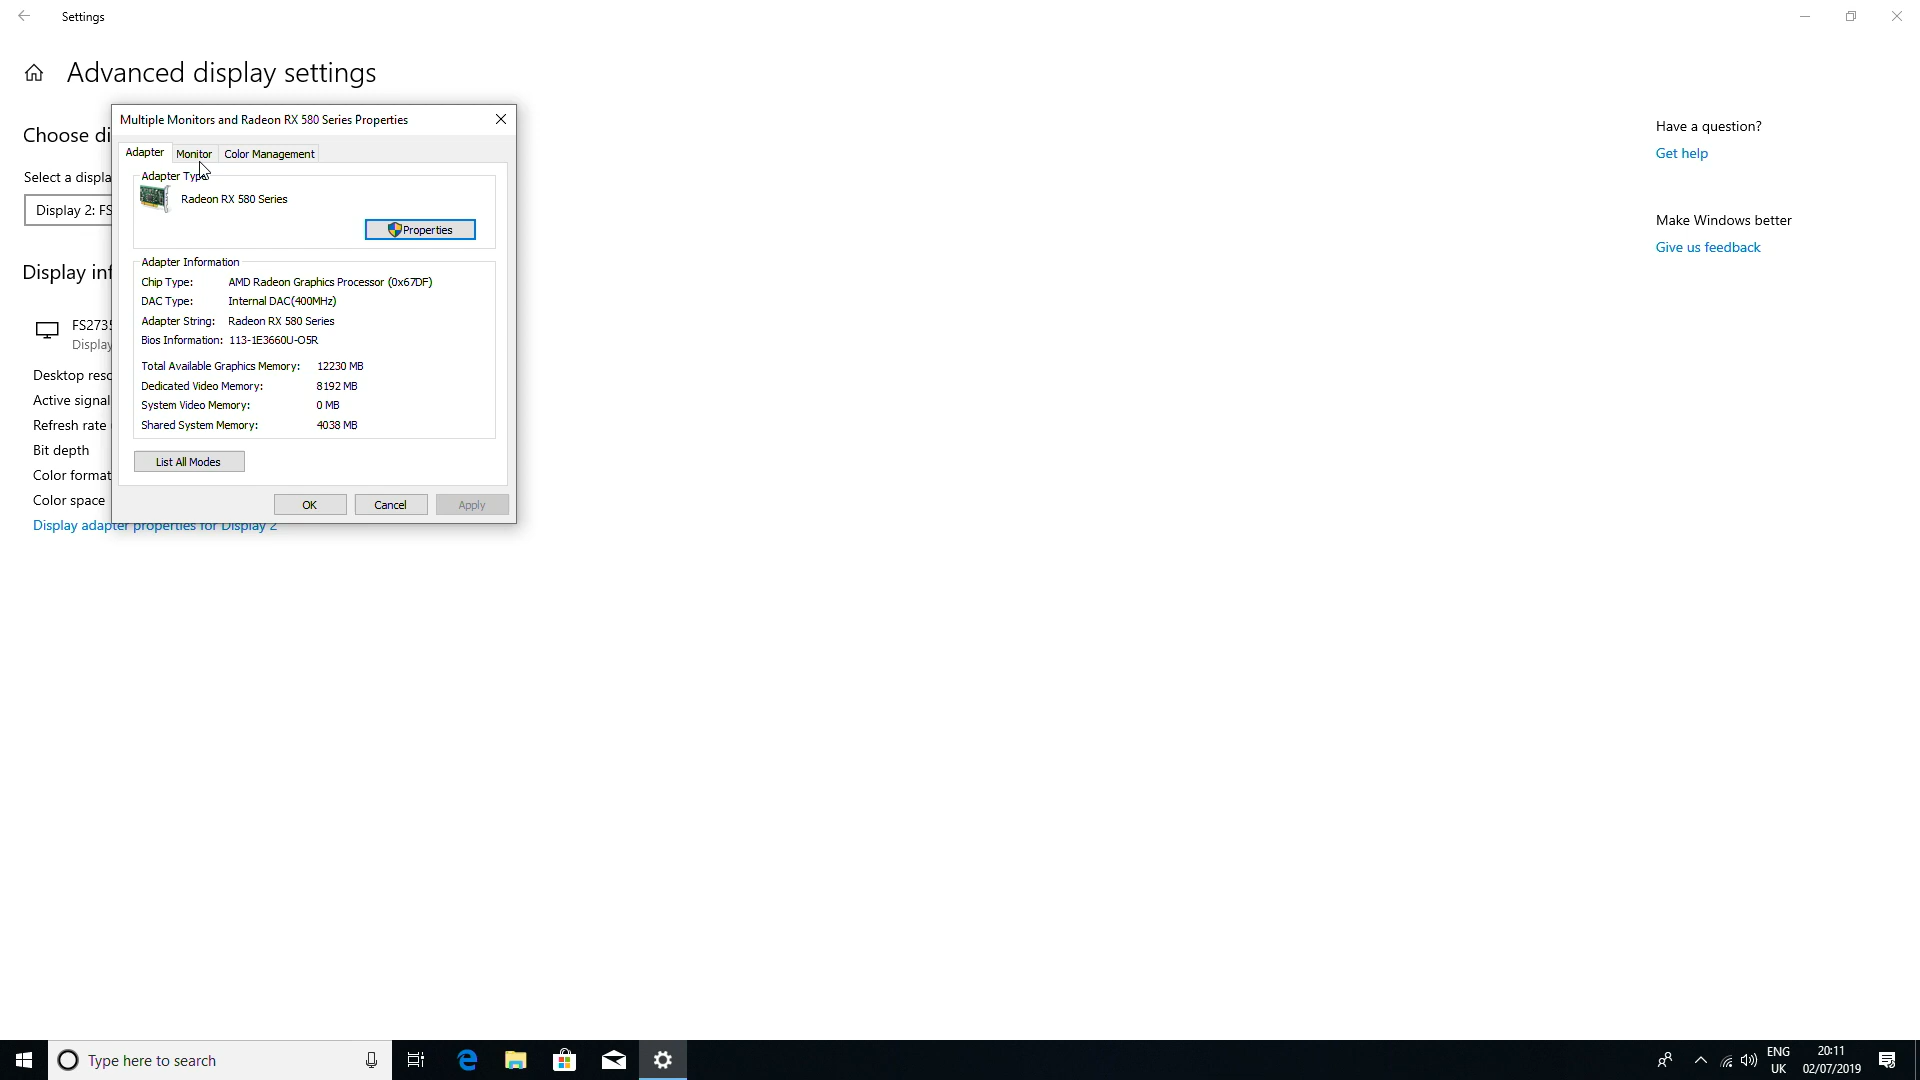 Settings
Advanced display settings
Choose di
Select a displa
Display 2: FS
Display inf
FS2735
Display
Desktop reso
Active signal
Refresh rate
Bit depth
Color format
Color space
Display adapter properties for Display 2
Multiple Monitors and Radeon RX 580 Series Properties
Adapter Monitor Color Management
Adapter Type
Radeon RX 580 Series
Properties
Adapter Information
Chip Type: AMD Radeon Graphics Processor (0x67DF)
DAC Type: Internal DAC(400MHz)
Adapter String: Radeon RX 580 Series
Bios Information: 113-1E3660U-O5R
Total Available Graphics Memory: 12230 MB
Dedicated Video Memory: 8192 MB
System Video Memory: 0 MB
Shared System Memory: 4038 MB
List All Modes
OK Cancel Apply
Have a question?
Get help
Make Windows better
Give us feedback
Type here to search
ENG
UK
20:11
02/07/2019